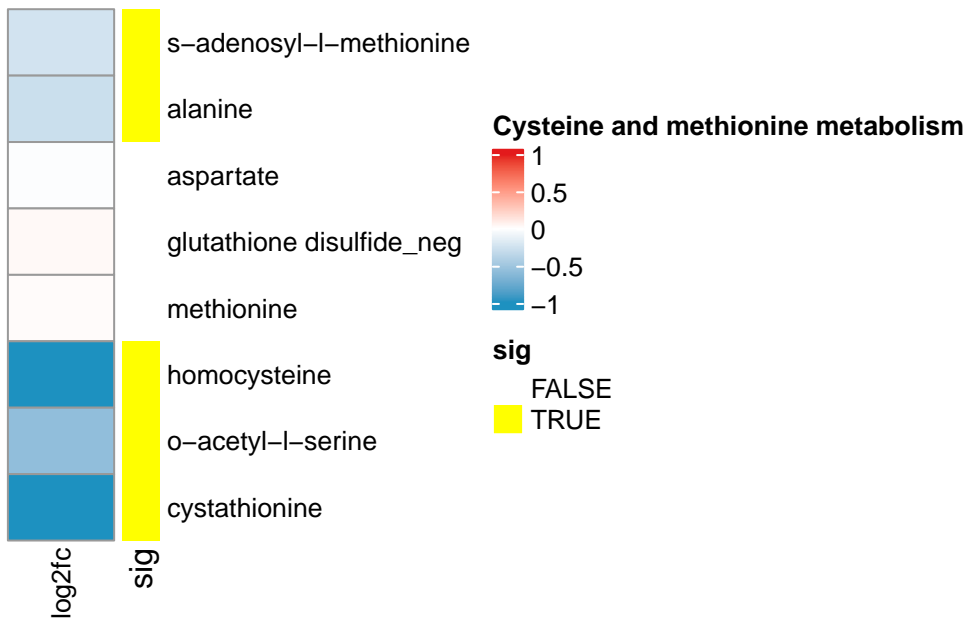 s−adenosyl−l−methionine
alanine
aspartate
glutathione disulfide_neg
methionine
homocysteine
o−acetyl−l−serine
cystathionine
log2fc
sig
Cysteine and methionine metabolism
1
0.5
0
−0.5
−1
sig
FALSE
TRUE